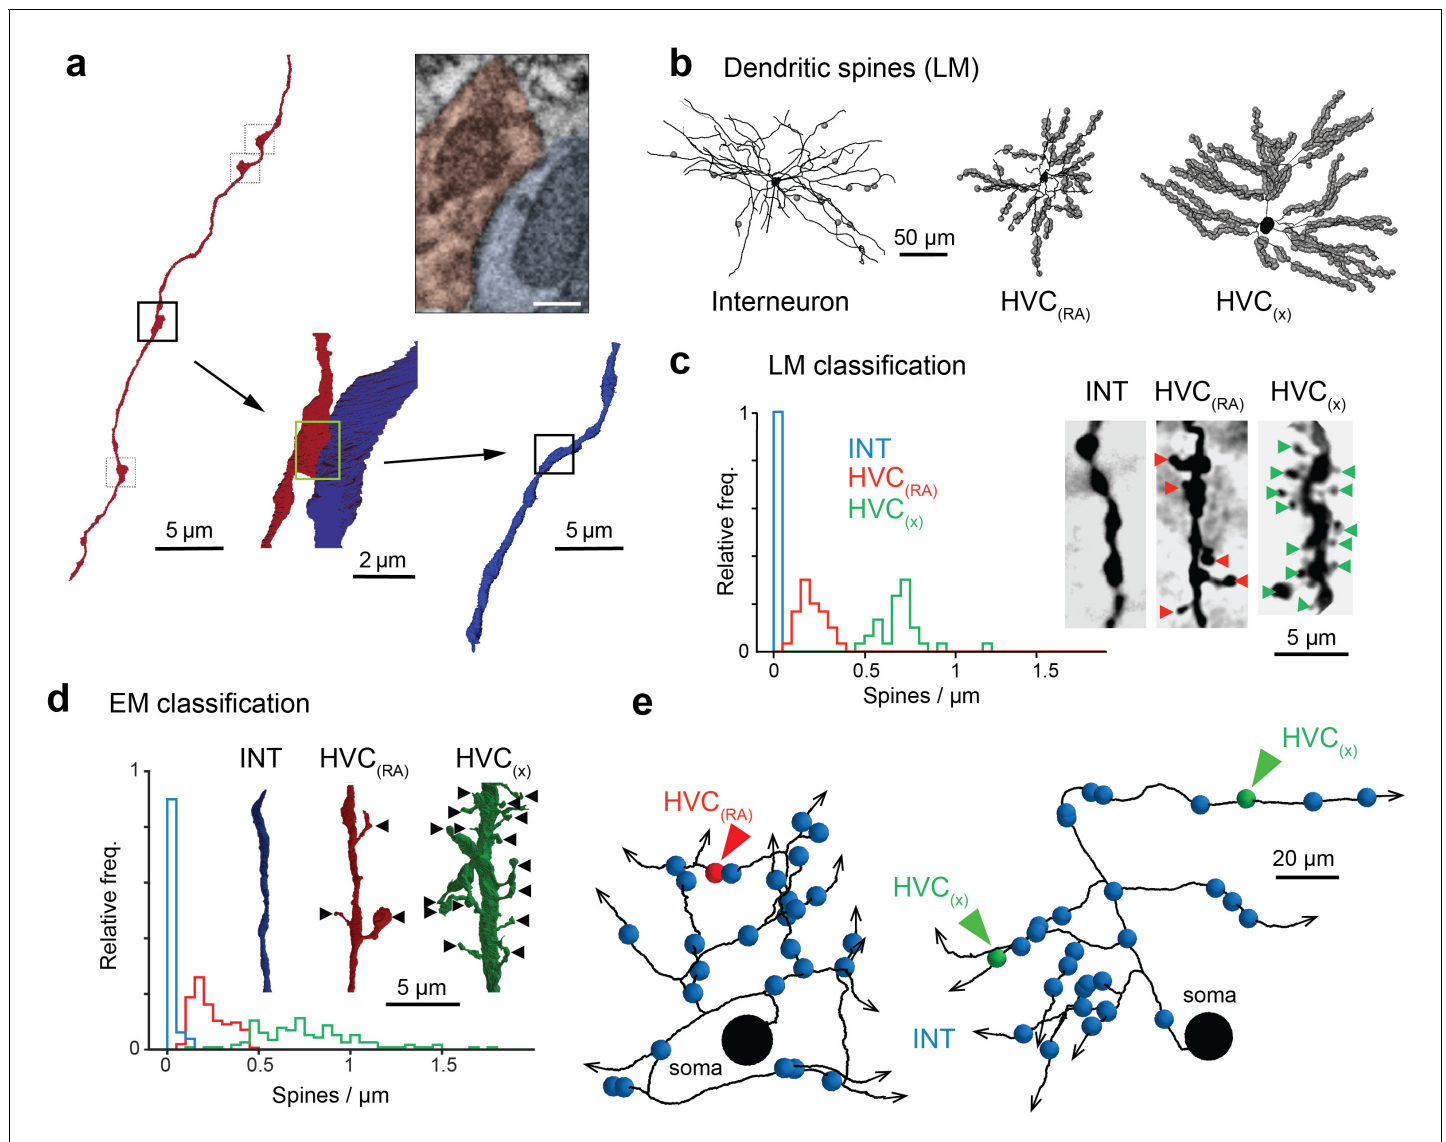 a
5 µm
2 µm
5 µm
b
Dendritic spines (LM)
50 µm
Interneuron
HVC(RA)
HVC(x)
c
LM classification
INT
HVC(RA)
HVC(x)
1
Relative freq.
INT
HVC(RA)
HVC(x)
0
0
0.5
1
1.5
Spines / µm
5 µm
d
EM classification
INT
HVC(RA)
HVC(x)
1
Relative freq.
5 µm
0
0
0.5
1
1.5
Spines / µm
e
HVC(RA)
soma
HVC(x)
HVC(x)
20 µm
INT
soma